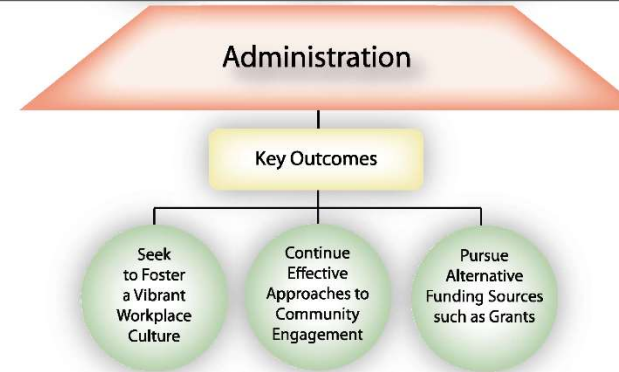 Administration
Key Outcomes
Seek
to Foster
a Vibrant
Workplace
Culture
Continue
Effective
Approaches to
Community
Engagement
Pursue
Alternative
Funding Sources
such as Grants